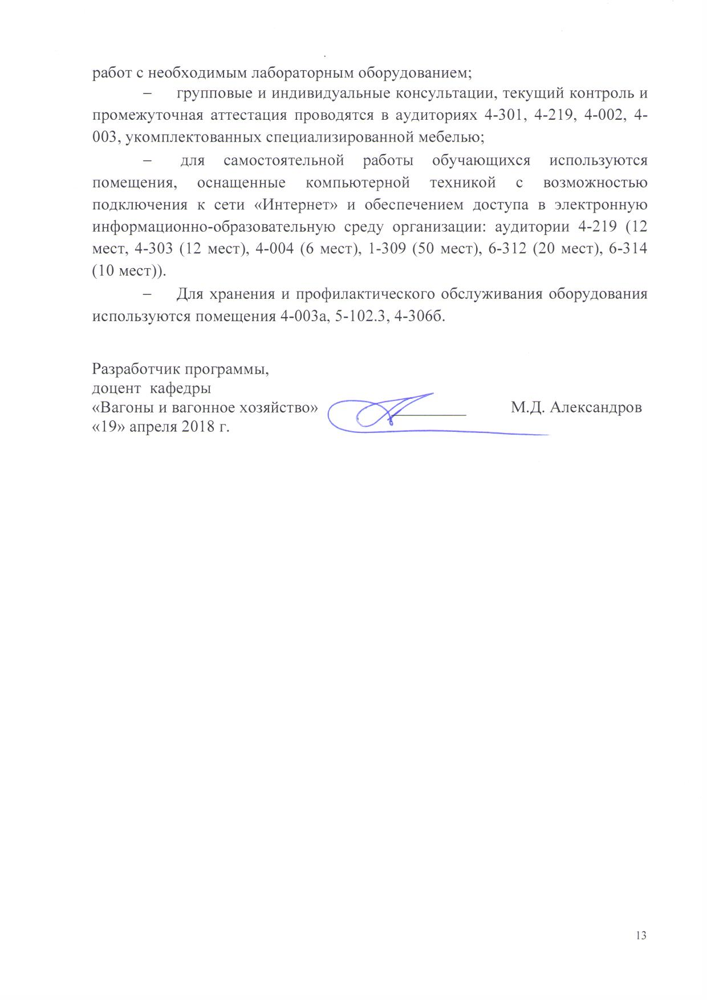 работ с необходимым лабораторным оборудованием;
– групповые и индивидуальные консультации, текущий контроль и
промежуточная аттестация проводятся в аудиториях 4-301, 4-219, 4-002, 4-
003, укомплектованных специализированной мебелью;
– для самостоятельной работы обучающихся используются
помещения, оснащенные компьютерной техникой с возможностью
подключения к сети «Интернет» и обеспечением доступа в электронную
информационно-образовательную среду организации: аудитории 4-219 (12
мест, 4-303 (12 мест), 4-004 (6 мест), 1-309 (50 мест), 6-312 (20 мест), 6-314
(10 мест)).
– Для хранения и профилактического обслуживания оборудования
используются помещения 4-003а, 5-102.3, 4-306б.
Разработчик программы,
доцент кафедры
«Вагоны и вагонное хозяйство» М.Д. Александров
«19» апреля 2018 г.
13